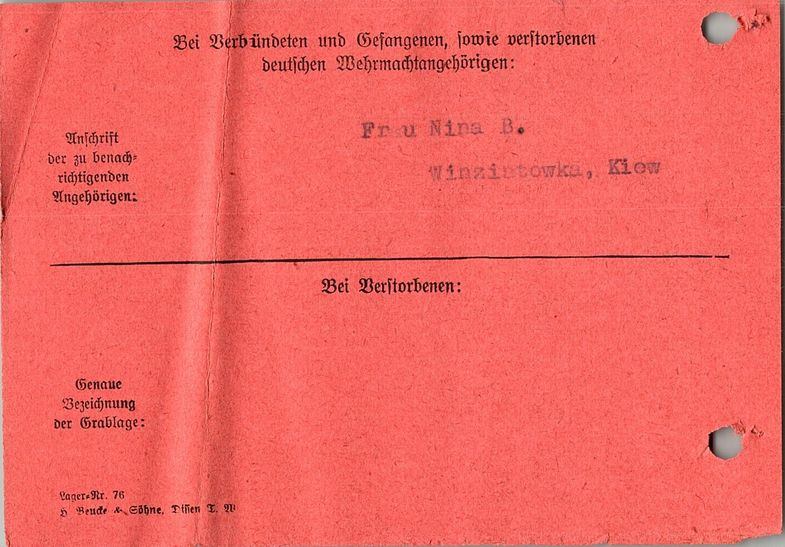 Bei Verbündeten und Gefangenen, sowie verstorbenen
deutschen Wehrmachtangehörigen:
Anschrift
der zu benach-
richtigenden
Angehörigen:
Frau Nina B.
Winzintowka, Kiew
Bei Verstorbenen:
Genaue
Bezeichnung
der Grablage:
Lager-Nr. 76
H Beucke & Söhne, Dissen T. W